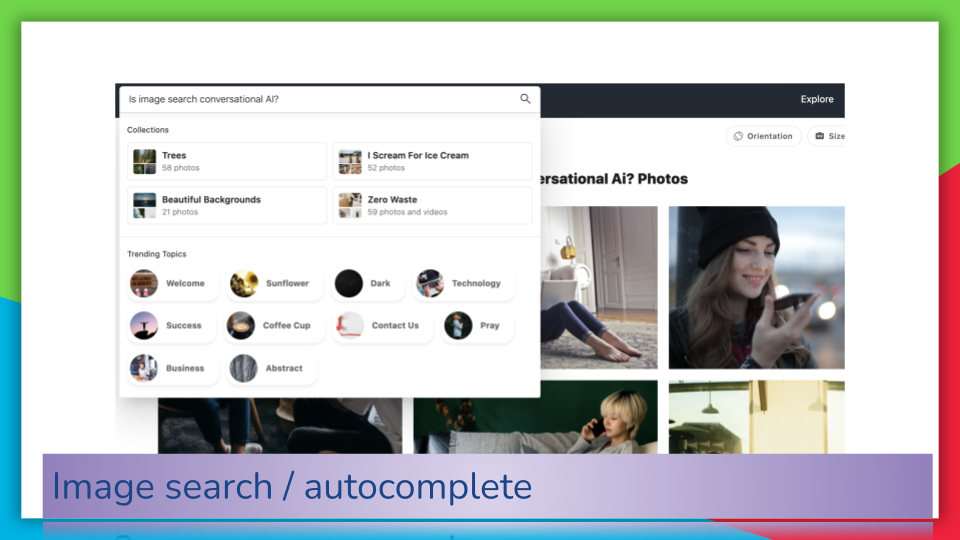 Is image search conversational AI?
Explore
Orientation
Size
Collections
Trees
58 photos
I Scream For Ice Cream
52 photos
ersational Ai? Photos
Beautiful Backgrounds
21 photos
Zero Waste
59 photos and videos
Trending Topics
Welcome
Sunflower
Dark
Technology
Success
Coffee Cup
Contact Us
Pray
Business
Abstract
Image search / autocomplete